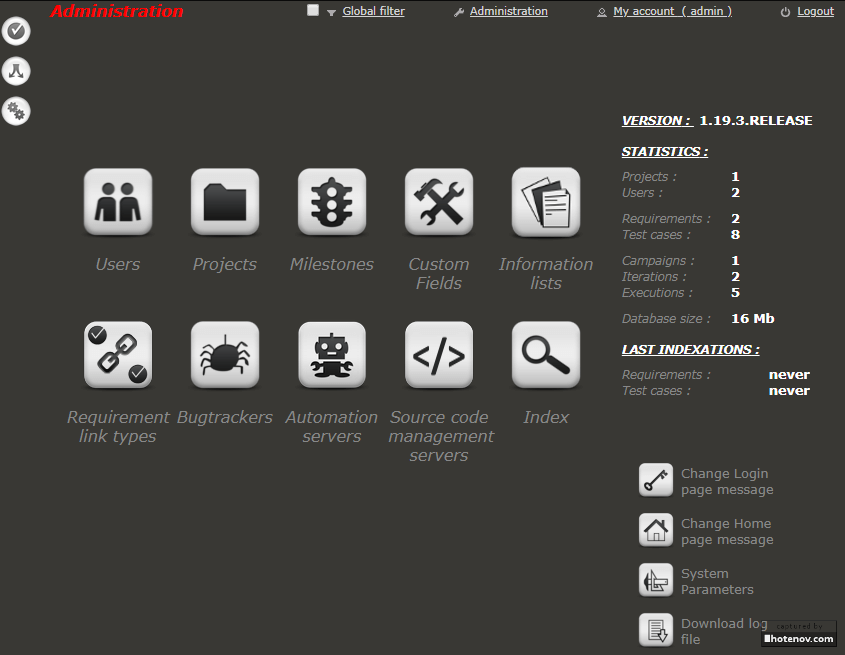 Administration
Global filter
Administration
My account ( admin )
Logout
VERSION : 1.19.3.RELEASE
STATISTICS :
Projects : 1
Users : 2
Requirements : 2
Test cases : 8
Campaigns : 1
Iterations : 2
Executions : 5
Database size : 16 Mb
LAST INDEXATIONS :
Requirements : never
Test cases : never
Users
Projects
Milestones
Custom
Fields
Information
lists
Requirement
link types
Bugtrackers
Automation
servers
Source code
management
servers
Index
Change Login
page message
Change Home
page message
System
Parameters
Download log
file
captured by
hotenov.com